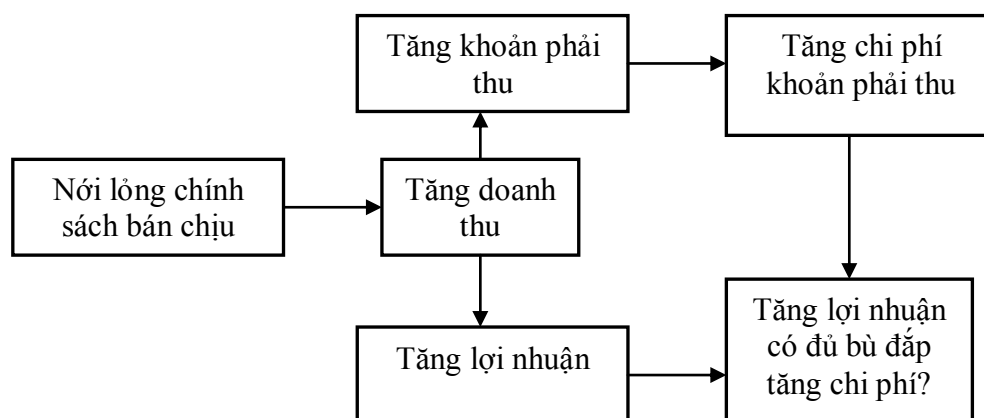 Tăng khoản phải
thu
Tăng chi phí
khoản phải thu
Nới lỏng chính
sách bán chịu
Tăng doanh
thu
Tăng lợi nhuận
Tăng lợi nhuận
có đủ bù đắp
tăng chi phí?